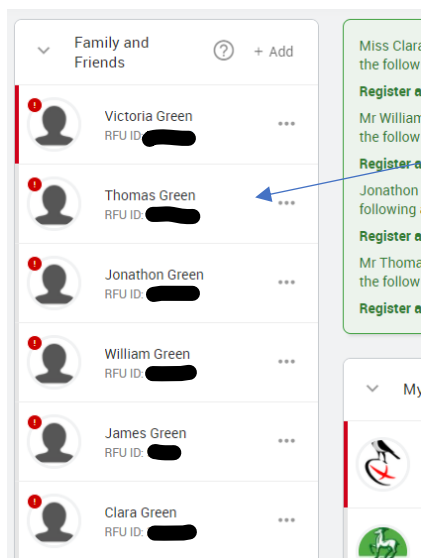 Family and
Friends
? + Add
Victoria Green
RFU ID:
Thomas Green
RFU ID:
Jonathon Green
RFU ID:
William Green
RFU ID:
James Green
RFU ID:
Clara Green
RFU ID:
Miss Clara
the follow
Register a
Mr William
the follow
Register a
Jonathon
following
Register a
Mr Thoma
the follow
Register a
My